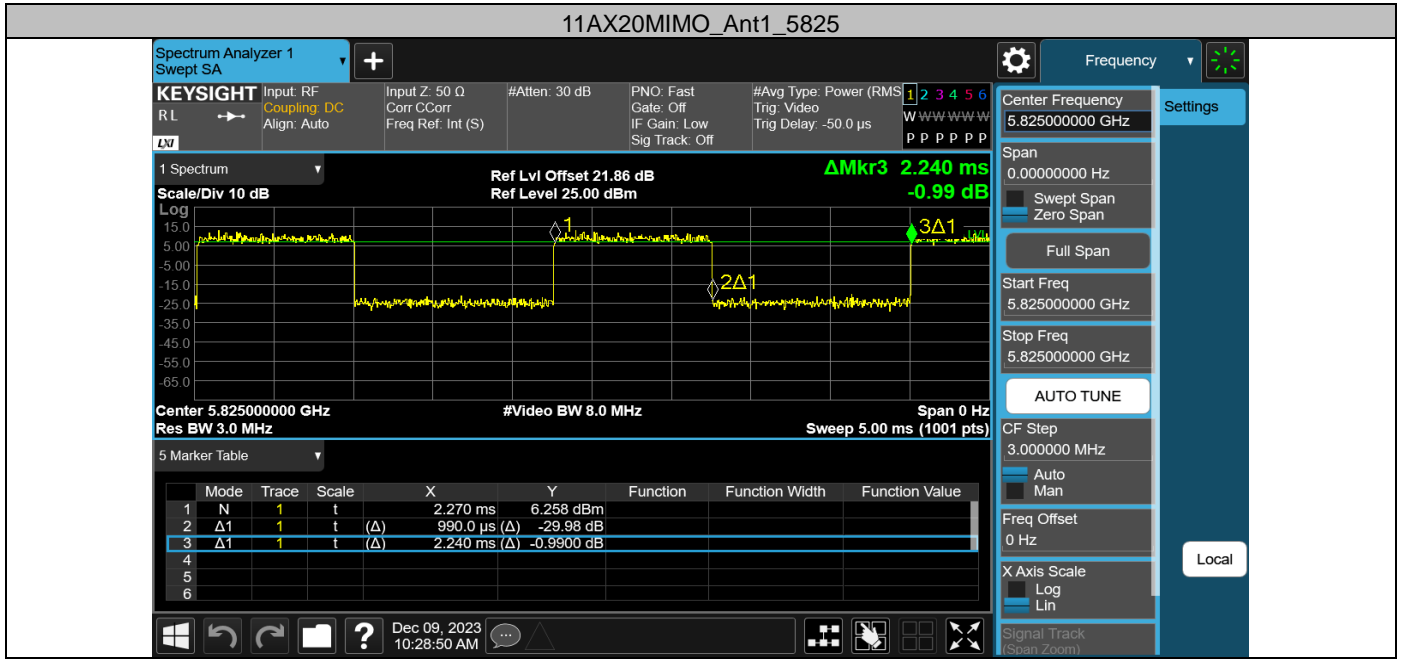 11AX20MIMO_Ant1_5825
Spectrum Analyzer 1
Swept SA
Frequency
KEYSIGHT
RL
LXI
Input: RF
Coupling: DC
Align: Auto
Input Z: 50 Ω
Corr CCorr
Freq Ref: Int (S)
#Atten: 30 dB
PNO: Fast
Gate: Off
IF Gain: Low
Sig Track: Off
#Avg Type: Power (RMS
Trig: Video
Trig Delay: -50.0 µs
1 2 3 4 5 6
W W W W W W
P P P P P P
1 Spectrum
Scale/Div 10 dB
Ref Lvl Offset 21.86 dB
Ref Level 25.00 dBm
ΔMkr3 2.240 ms
-0.99 dB
Log
15.0
5.00
-5.00
-15.0
-25.0
-35.0
-45.0
-55.0
-65.0
1
2Δ1
3Δ1
Center 5.825000000 GHz
#Video BW 8.0 MHz
Span 0 Hz
Res BW 3.0 MHz
Sweep 5.00 ms (1001 pts)
5 Marker Table
Mode Trace Scale X Y Function Function Width Function Value
1 N 1 t 2.270 ms 6.258 dBm
2 Δ1 1 t (Δ) 990.0 µs (Δ) -29.98 dB
3 Δ1 1 t (Δ) 2.240 ms (Δ) -0.9900 dB
4
5
6
Dec 09, 2023
10:28:50 AM
Settings
Center Frequency
5.825000000 GHz
Span
0.00000000 Hz
Swept Span
Zero Span
Full Span
Start Freq
5.825000000 GHz
Stop Freq
5.825000000 GHz
AUTO TUNE
CF Step
3.000000 MHz
Auto
Man
Freq Offset
0 Hz
X Axis Scale
Log
Lin
Signal Track
(Span Zoom)
Local